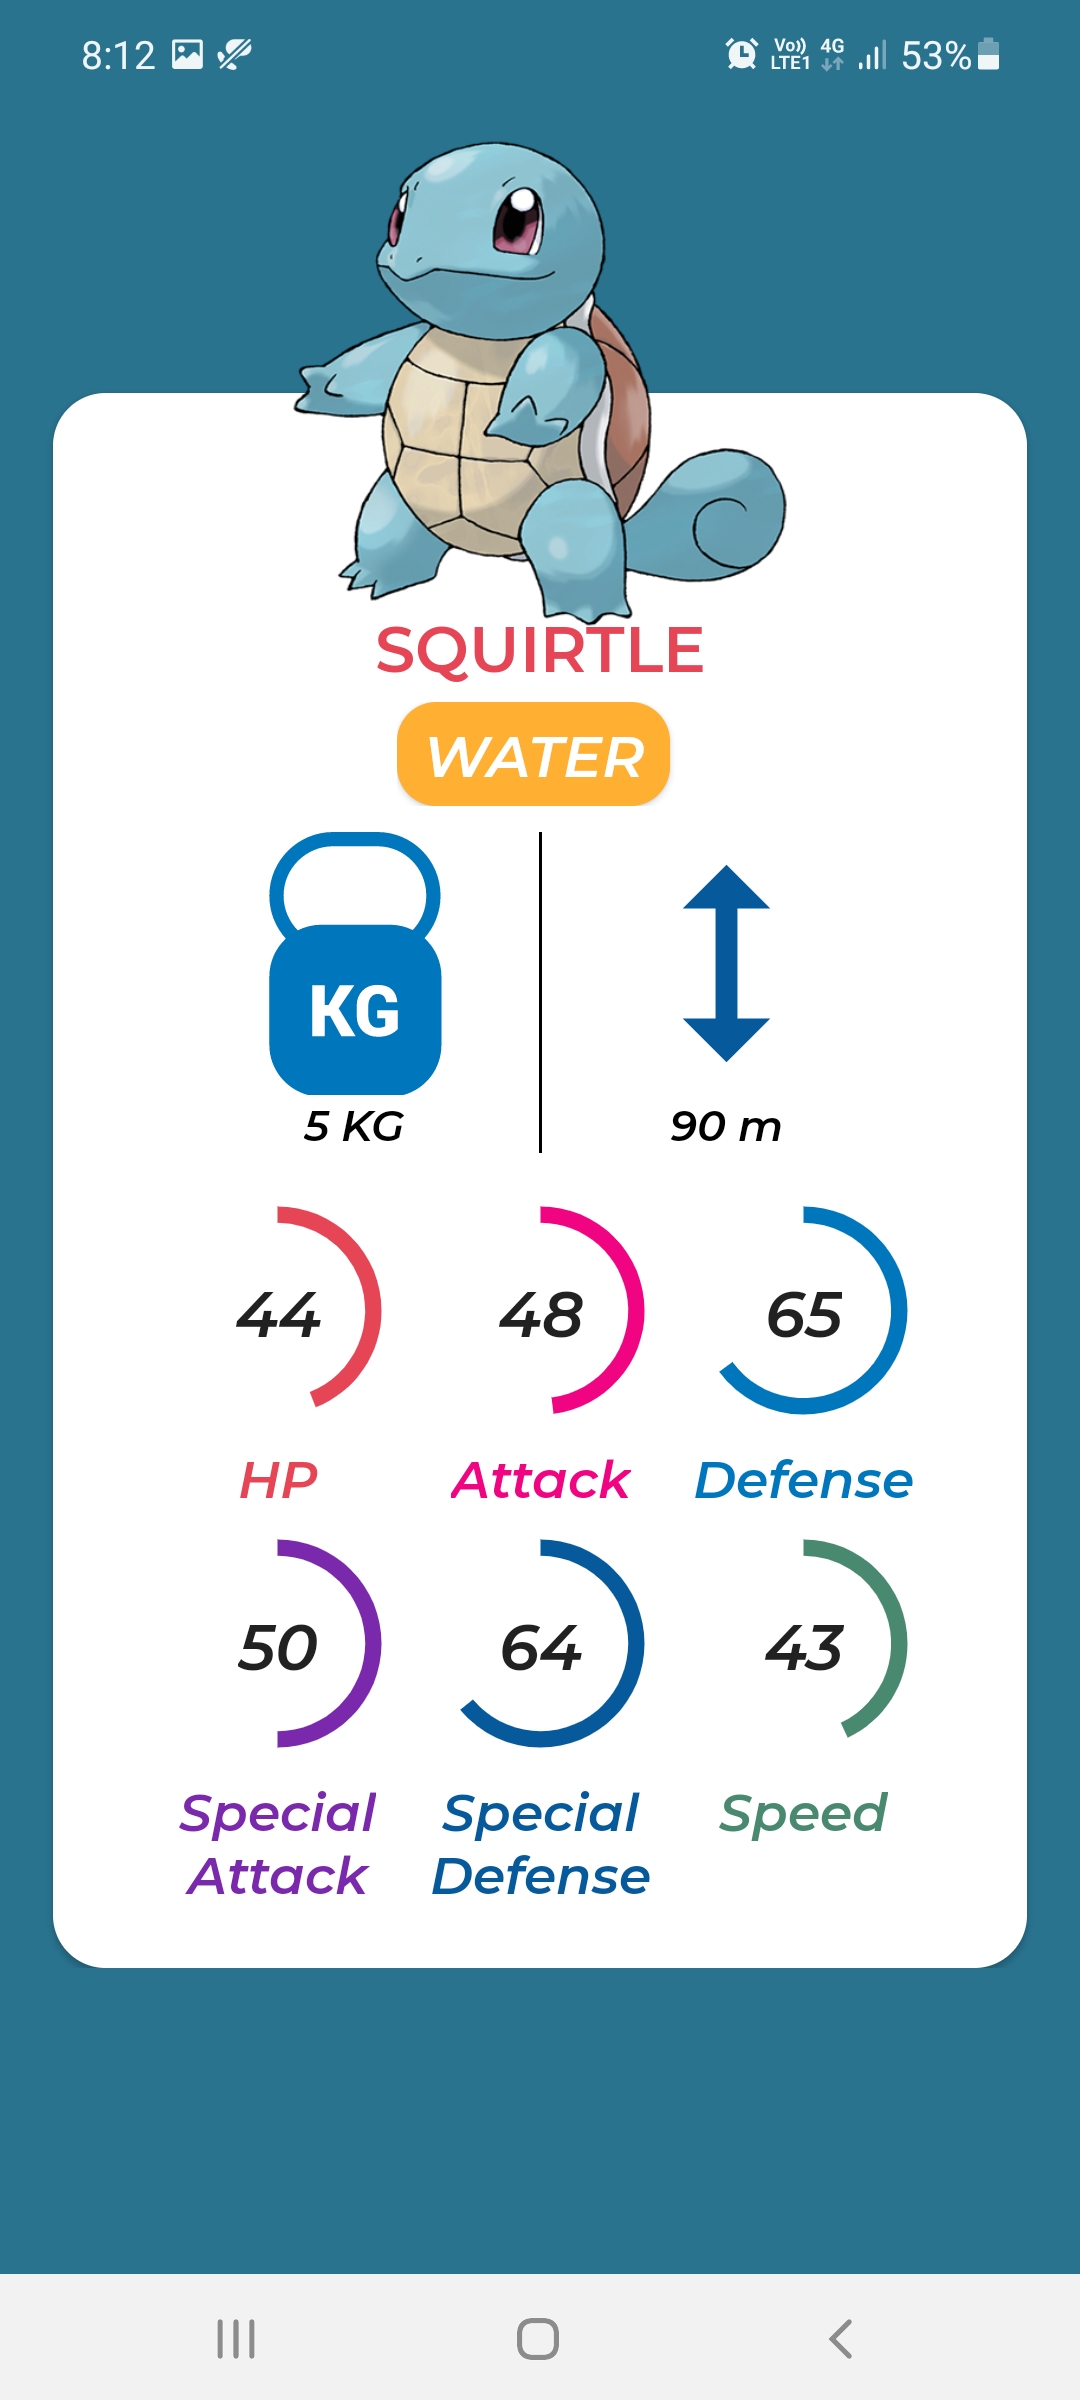 8:12
Vo)) LTE1 4G 53%
SQUIRTLE
WATER
KG
5 KG
90 m
44 48 65
HP Attack Defense
50 64 43
Special Attack
Special Defense
Speed